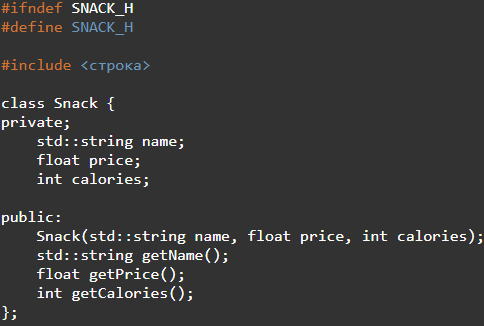 #ifndef SNACK_H
#define SNACK_H
#include <строка>
class Snack {
private;
std::string name;
float price;
int calories;
public:
Snack(std::string name, float price, int calories);
std::string getName();
float getPrice();
int getCalories();
};